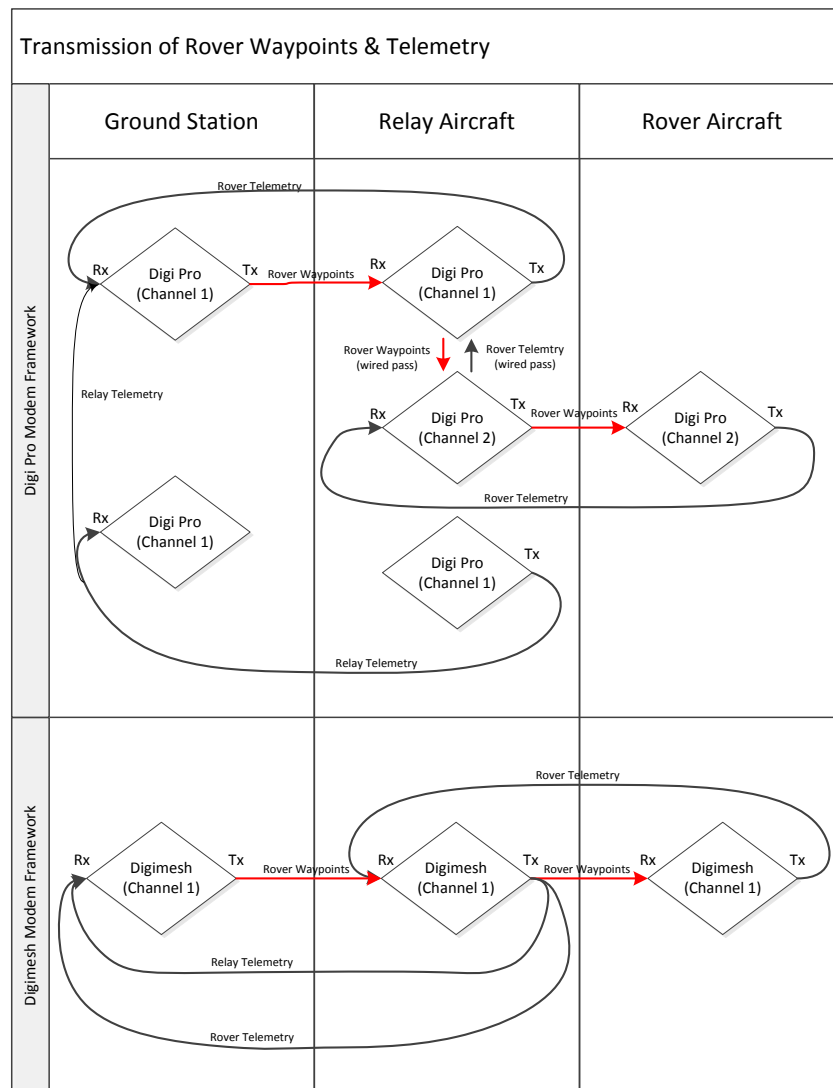 Transmission of Rover Waypoints & Telemetry
Ground Station
Relay Aircraft
Rover Aircraft
Digi Pro Modem Framework
Rover Telemetry
Rx
Digi Pro
(Channel 1)
Tx
Rover Waypoints
Rx
Digi Pro
(Channel 1)
Tx
Rover Waypoints
(wired pass)
Rover Telemtry
(wired pass)
Relay Telemetry
Rx
Digi Pro
(Channel 2)
Tx
Rover Waypoints
Rx
Digi Pro
(Channel 2)
Tx
Rover Telemetry
Rx
Digi Pro
(Channel 1)
Digi Pro
(Channel 1)
Tx
Relay Telemetry
Digimesh Modem Framework
Rover Telemetry
Rx
Digimesh
(Channel 1)
Tx
Rover Waypoints
Rx
Digimesh
(Channel 1)
Tx
Rover Waypoints
Rx
Digimesh
(Channel 1)
Tx
Relay Telemetry
Rover Telemetry